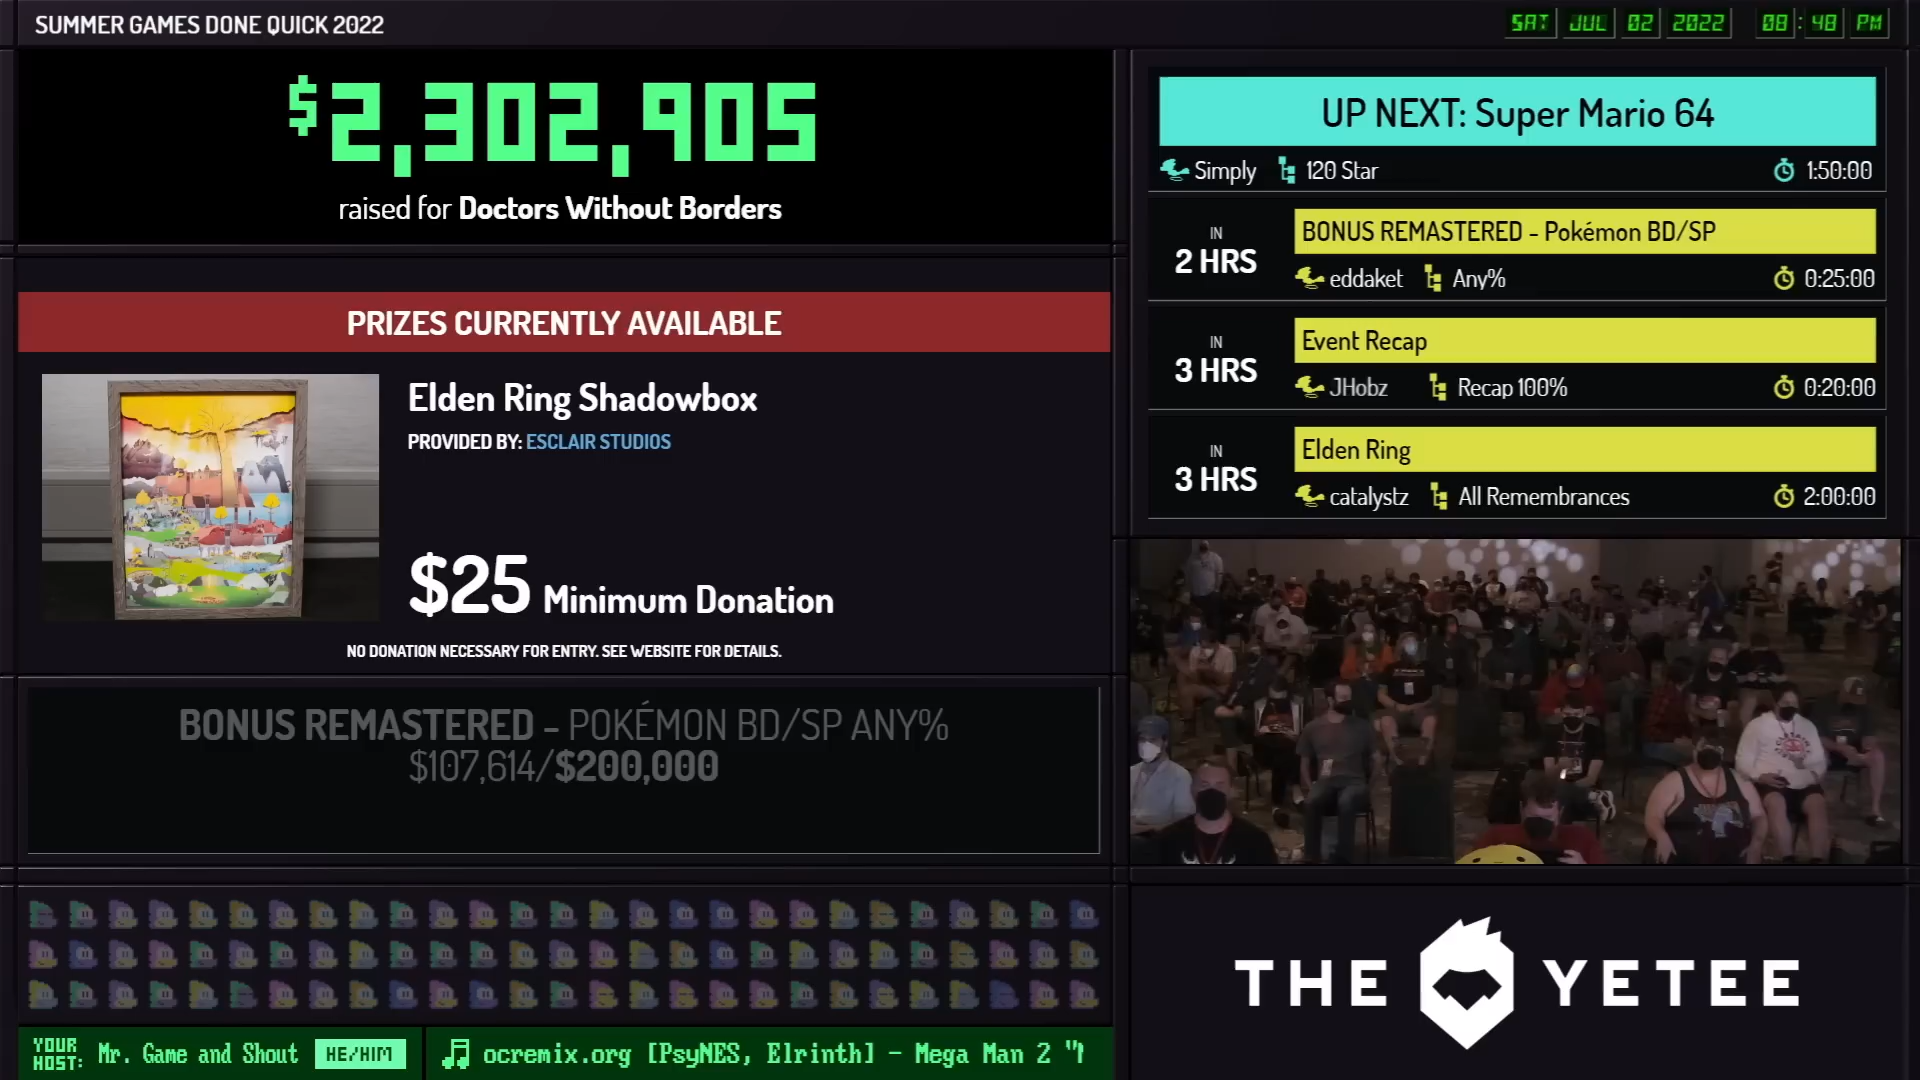 SUMMER GAMES DONE QUICK 2022
SAT JUL 02 2022 08:48 PM
$2,302,905
raised for Doctors Without Borders
PRIZES CURRENTLY AVAILABLE
Elden Ring Shadowbox
PROVIDED BY: ESCLAIR STUDIOS
$25 Minimum Donation
NO DONATION NECESSARY FOR ENTRY. SEE WEBSITE FOR DETAILS.
BONUS REMASTERED - POKÉMON BD/SP ANY%
$107,614/$200,000
YOUR HOST: Mr. Game and Shout HE/HIM
ocremix.org [PsyNES, Elrinth] - Mega Man 2 "
UP NEXT: Super Mario 64
Simply 120 Star 1:50:00
IN 2 HRS
BONUS REMASTERED - Pokémon BD/SP
eddaket Any% 0:25:00
IN 3 HRS
Event Recap
JHobz Recap 100% 0:20:00
IN 3 HRS
Elden Ring
catalystz All Remembrances 2:00:00
THE YETEE